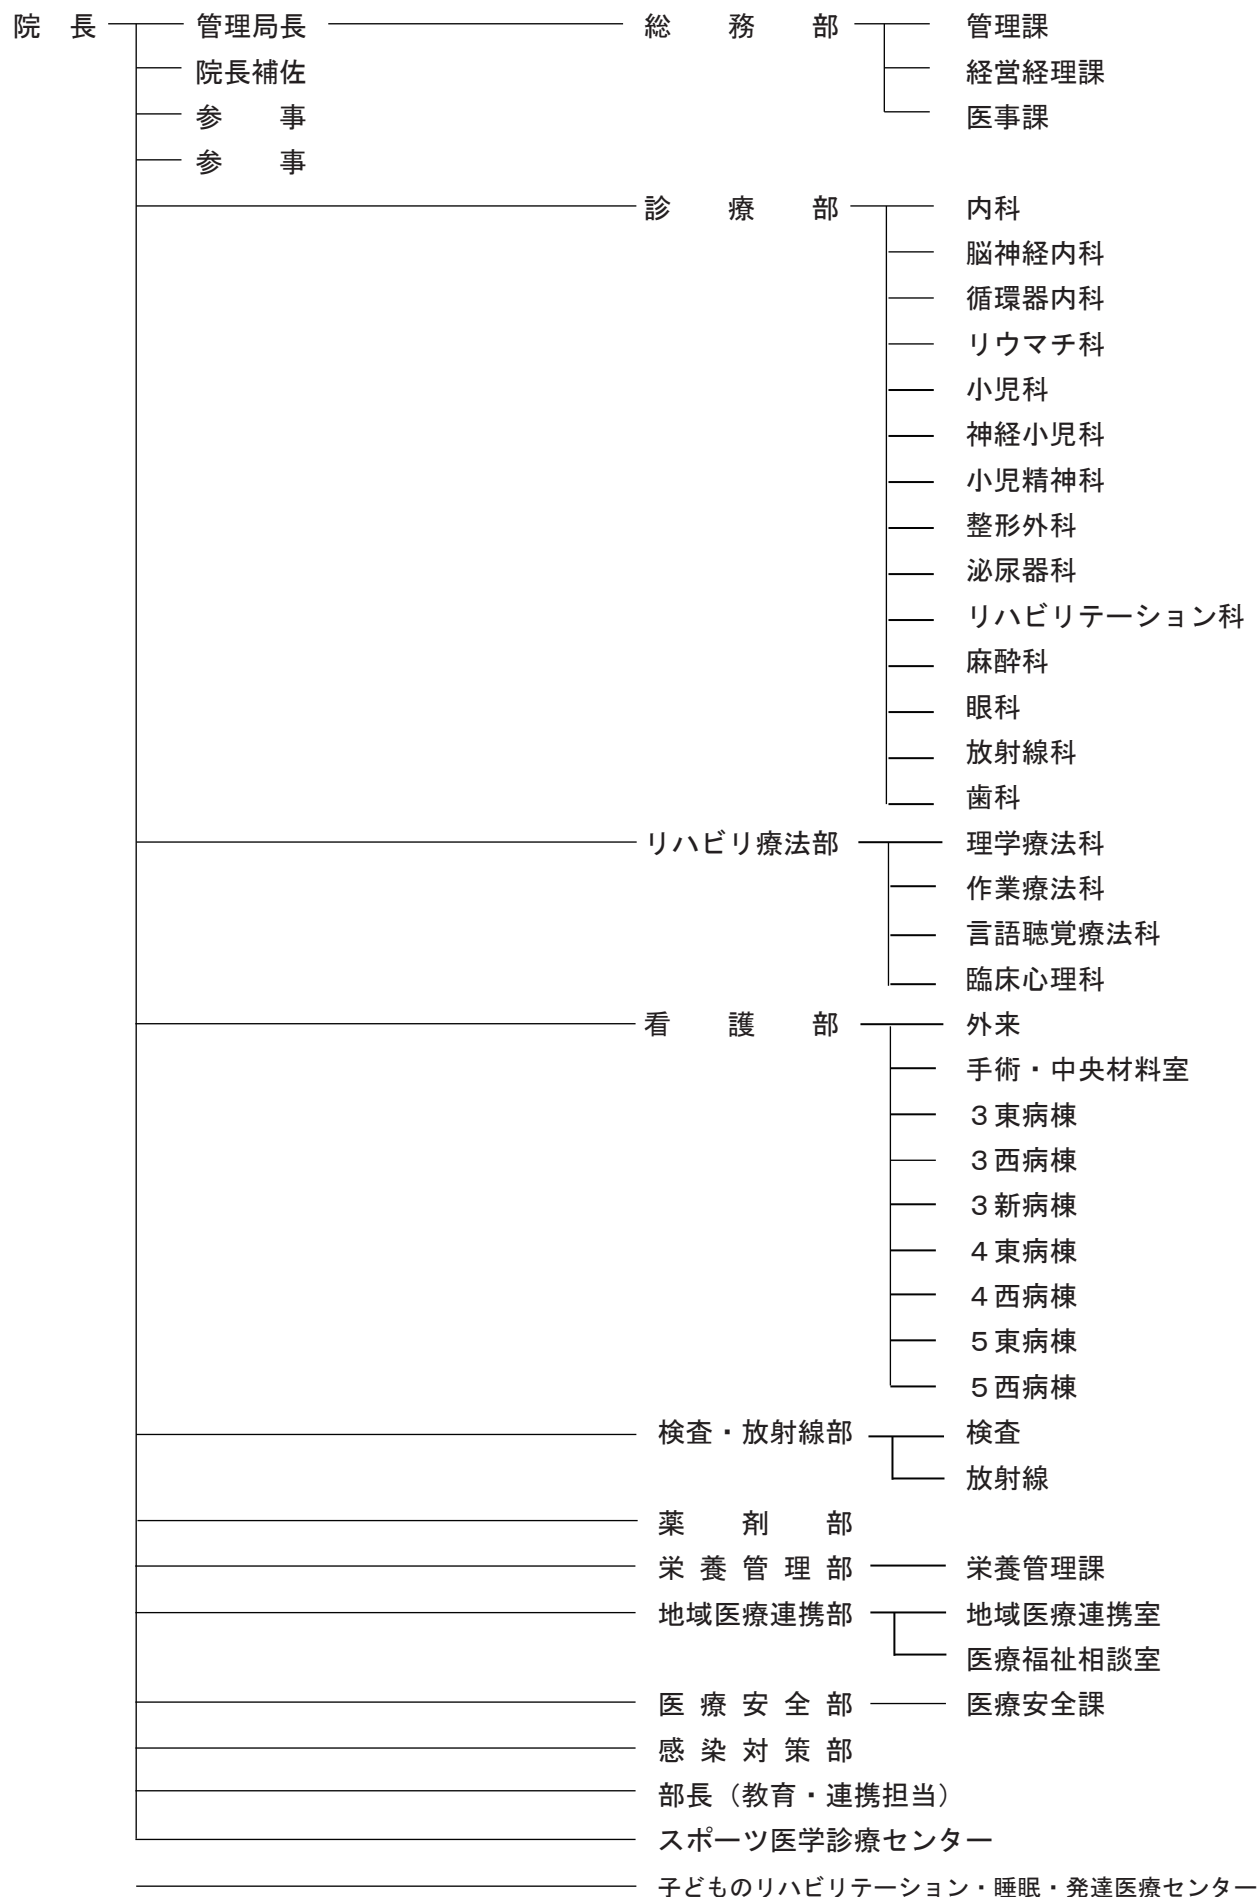 院　長　管理局長　総　務　部　管理課
院長補佐　経営経理課
参　事　医事課
参　事
診　療　部　内科
脳神経内科
循環器内科
リウマチ科
小児科
神経小児科
小児精神科
整形外科
泌尿器科
リハビリテーション科
麻酔科
眼科
放射線科
歯科
リハビリ療法部　理学療法科
作業療法科
言語聴覚療法科
臨床心理科
看　護　部　外来
手術・中央材料室
３東病棟
３西病棟
３新病棟
４東病棟
４西病棟
５東病棟
５西病棟
検査・放射線部　検査
放射線
薬　剤　部
栄 養 管 理 部　栄養管理課
地域医療連携部　地域医療連携室
医療福祉相談室
医 療 安 全 部　医療安全課
感 染 対 策 部
部長（教育・連携担当）
スポーツ医学診療センター
子どものリハビリテーション・睡眠・発達医療センター